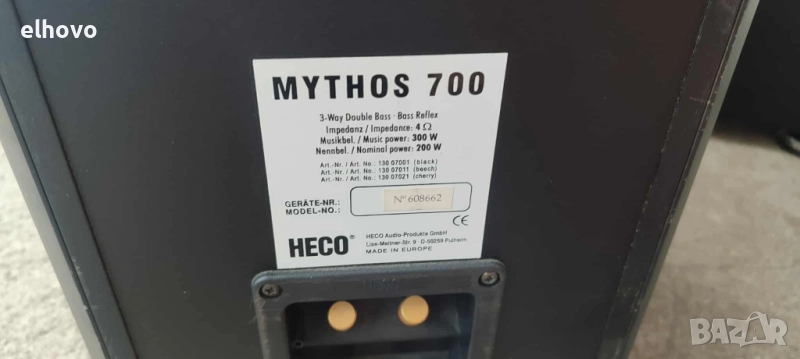 elhovo
MYTHOS 700
3-Way Double Bass · Bass Reflex
Impedanz / Impedance: 4 Ω
Musikbel. / Music power: 300 W
Nennbel. / Nominal power: 200 W
Art.-Nr. / Art. No.: 130 07001 (black)
Art.-Nr. / Art. No.: 130 07011 (beech)
Art.-Nr. / Art. No.: 130 07021 (cherry)
GERÄTE-NR.:
MODEL-NO.:
Nº 608662
CE
HECO®
HECO Audio-Produkte GmbH
Lise-Meitner-Str. 9 · D-50259 Pulheim
MADE IN EUROPE
BAZAR